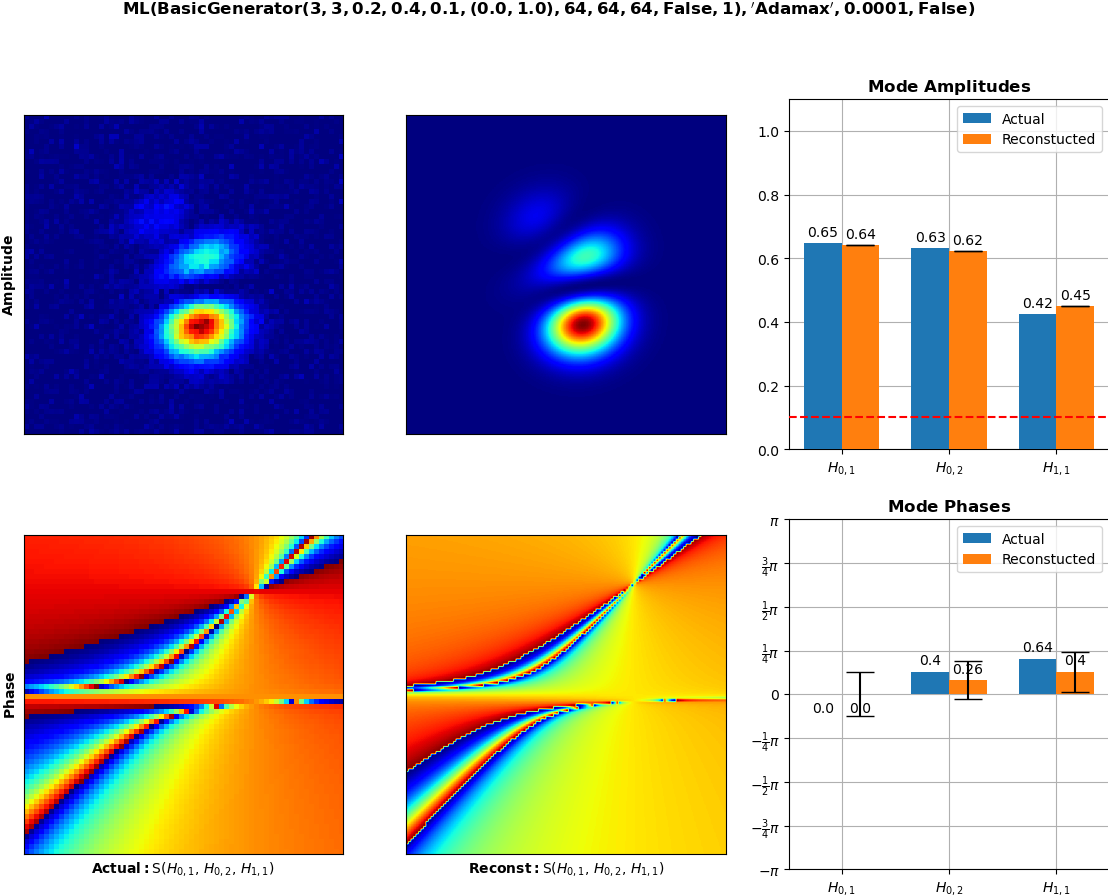 ML(BasicGenerator(3, 3, 0.2, 0.4, 0.1, (0.0, 1.0), 64, 64, 64, False, 1), ′Adamax′, 0.0001, False)
Amplitude
Mode Amplitudes
Actual
Reconstucted
1.0
0.8
0.6
0.4
0.2
0.0
0.65
0.64
0.63
0.62
0.42
0.45
H0,1
H0,2
H1,1
Phase
Actual: S(H0,1, H0,2, H1,1)
Reconst: S(H0,1, H0,2, H1,1)
Mode Phases
Actual
Reconstucted
π
3/4π
1/2π
1/4π
0
−1/4π
−1/2π
−3/4π
−π
0.0
0.0
0.4
0.26
0.64
0.4
H0,1
H0,2
H1,1